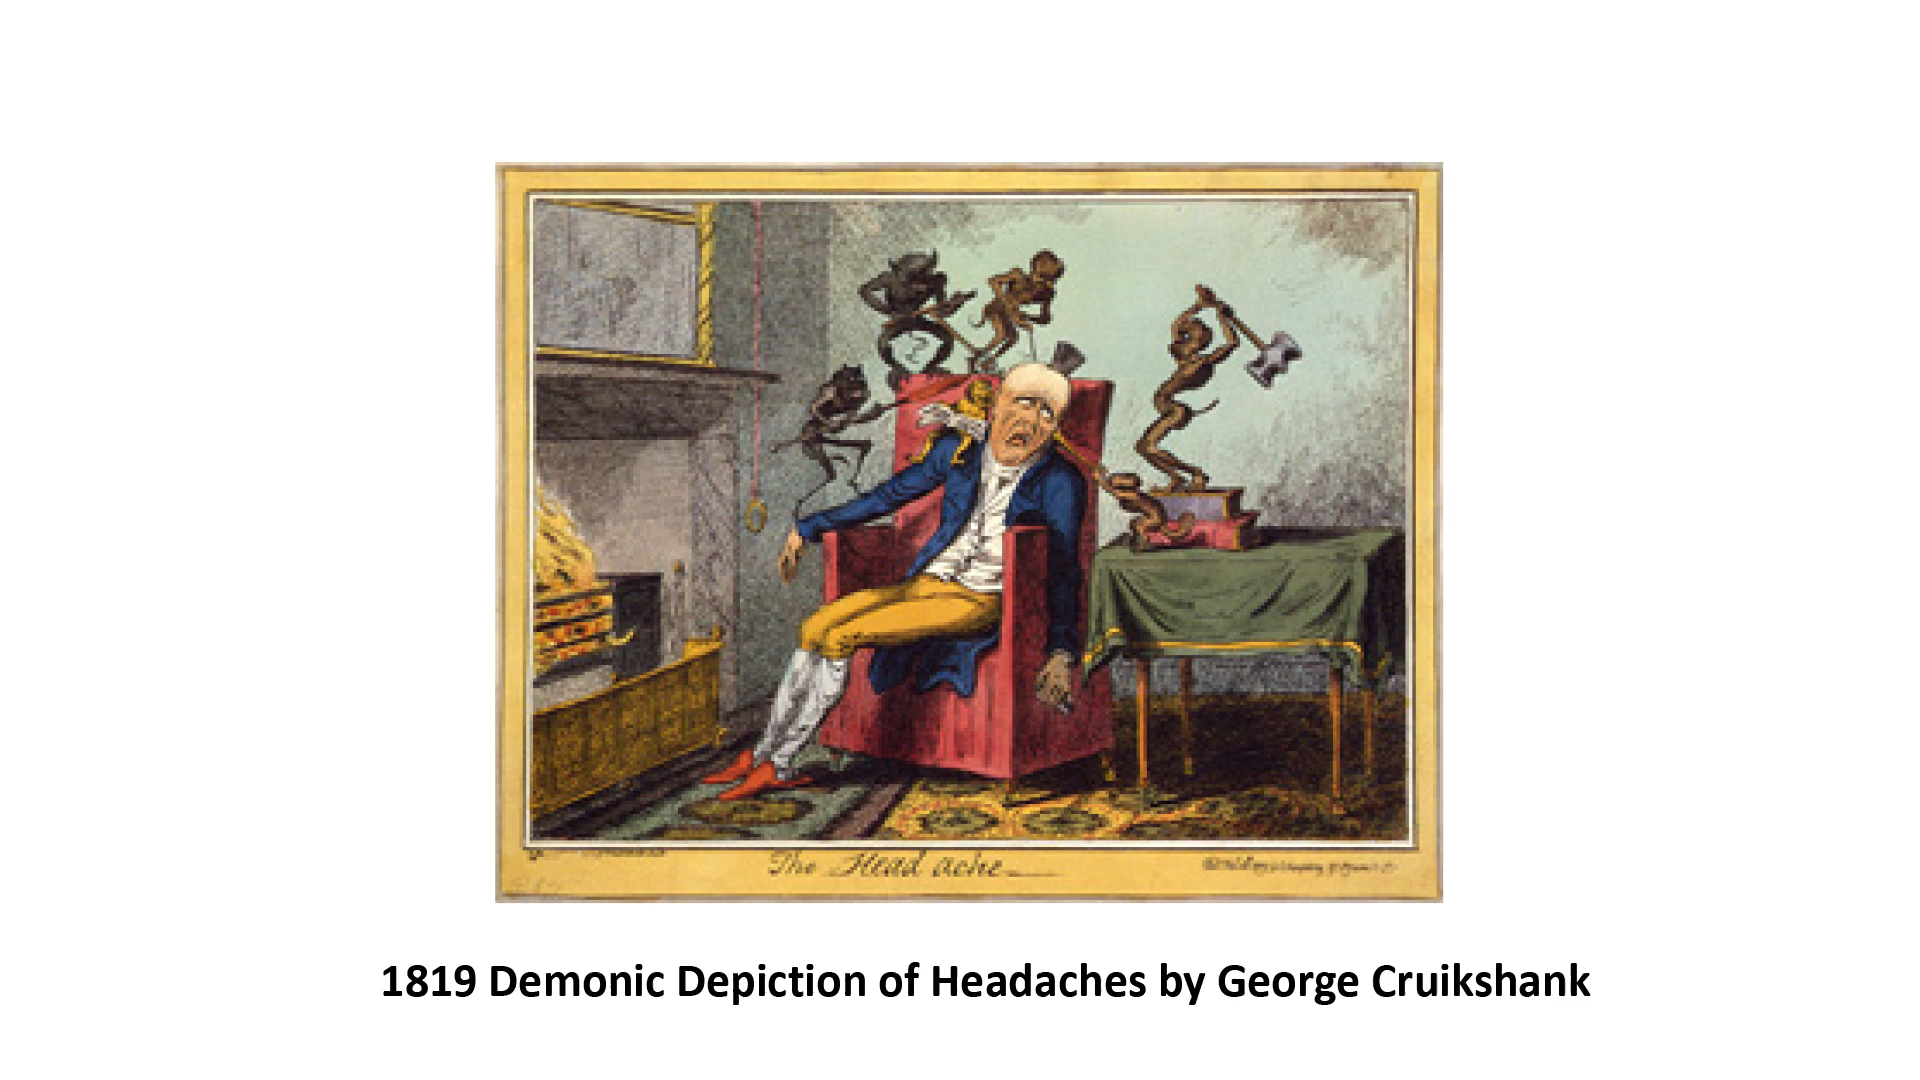 The Head ache
1819 Demonic Depiction of Headaches by George Cruikshank